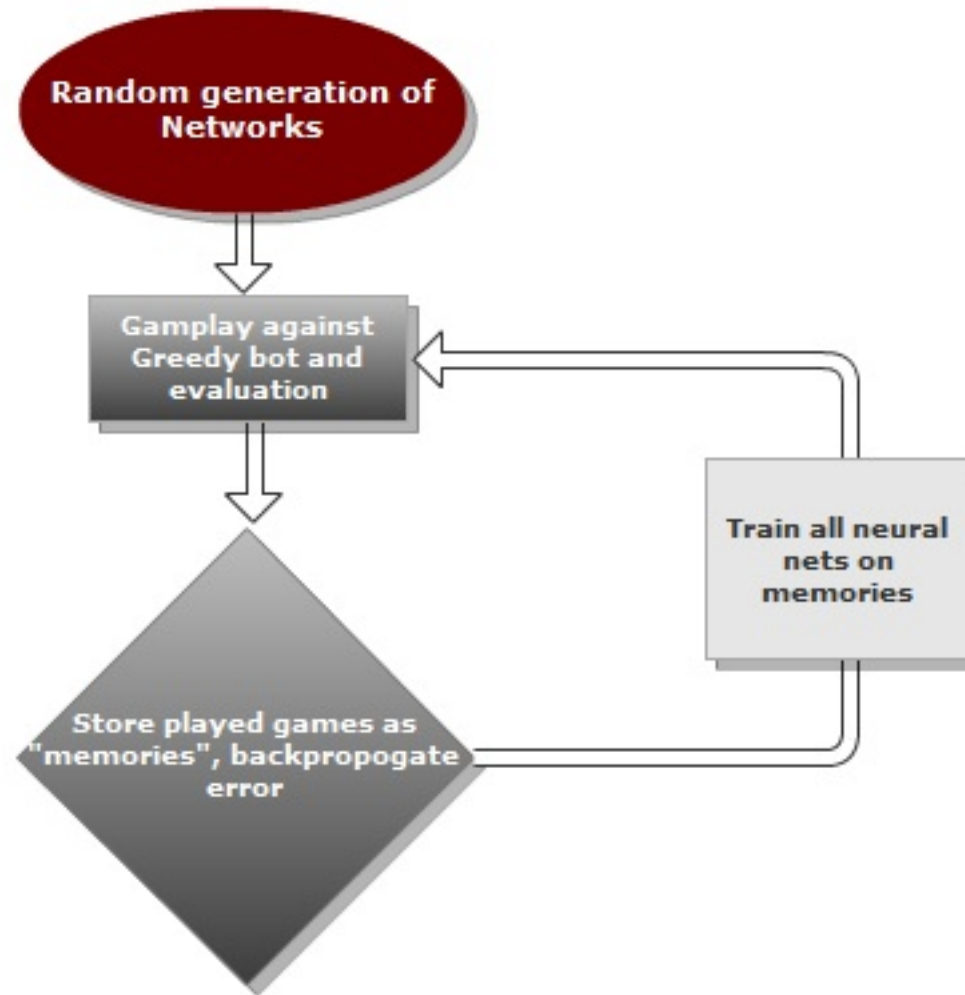 Random generation of
Networks
Gamplay against
Greedy bot and
evaluation
Train all neural
nets on
memories
Store played games as
"memories", backpropogate
error